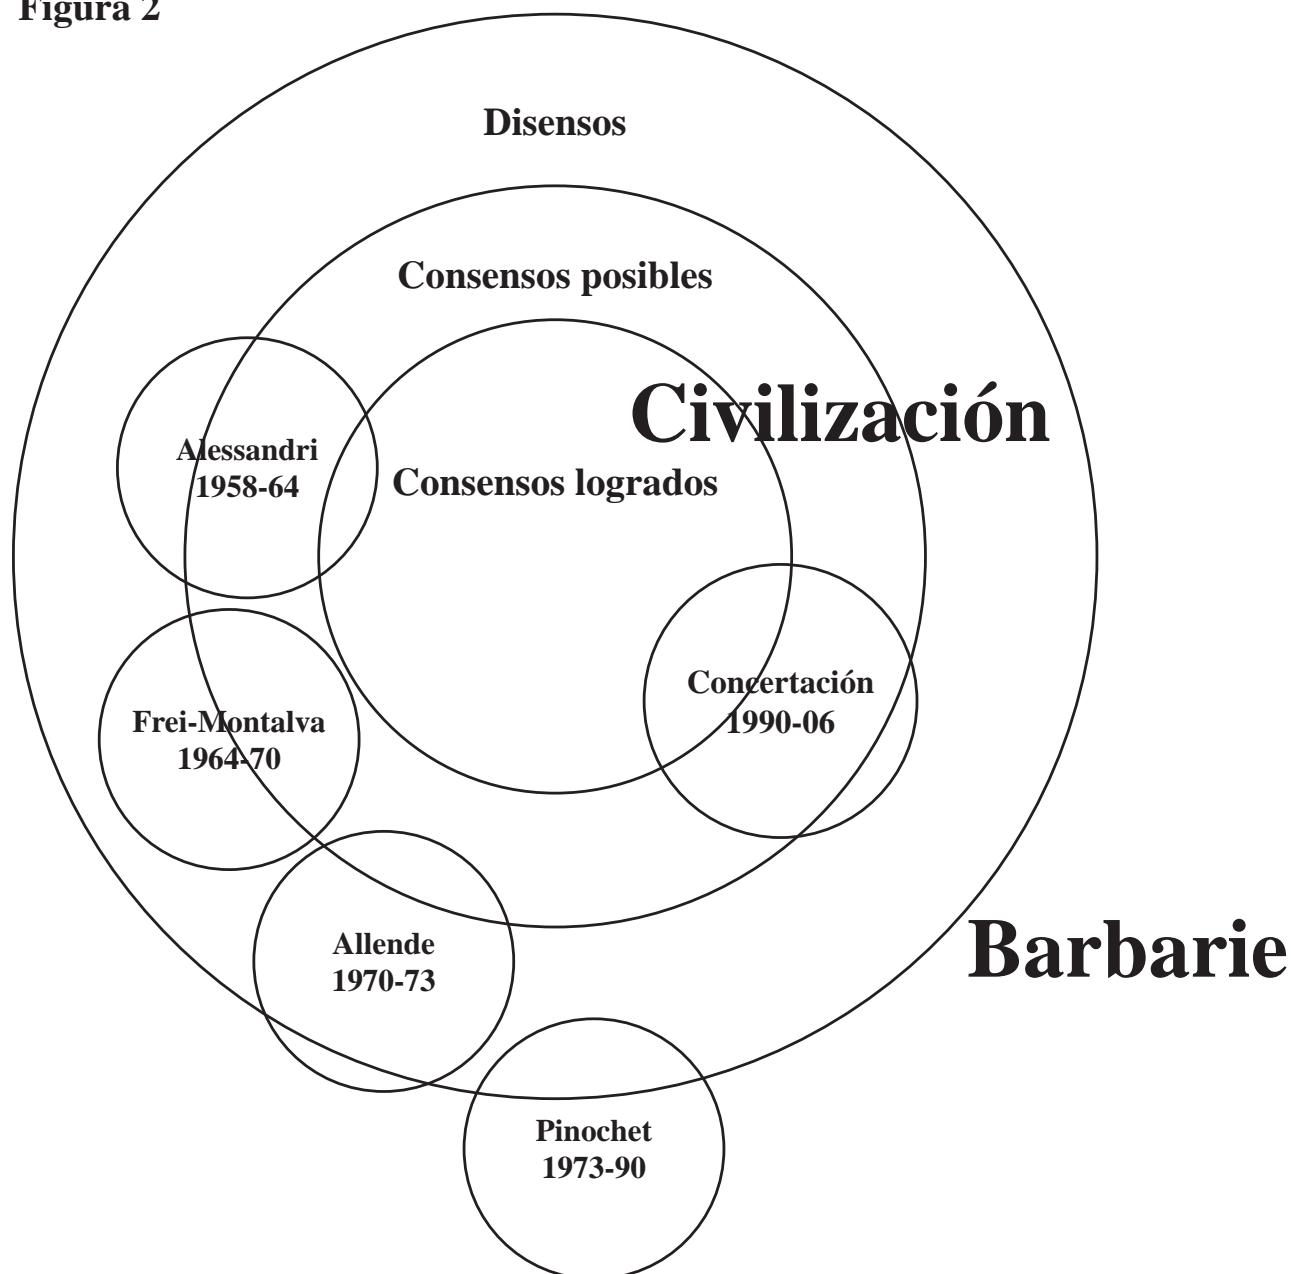 Figura 2
Disensos
Consensos posibles
Civilización
Alessandri
1958-64
Consensos logrados
Concertación
1990-06
Frei-Montalva
1964-70
Barbarie
Allende
1970-73
Pinochet
1973-90